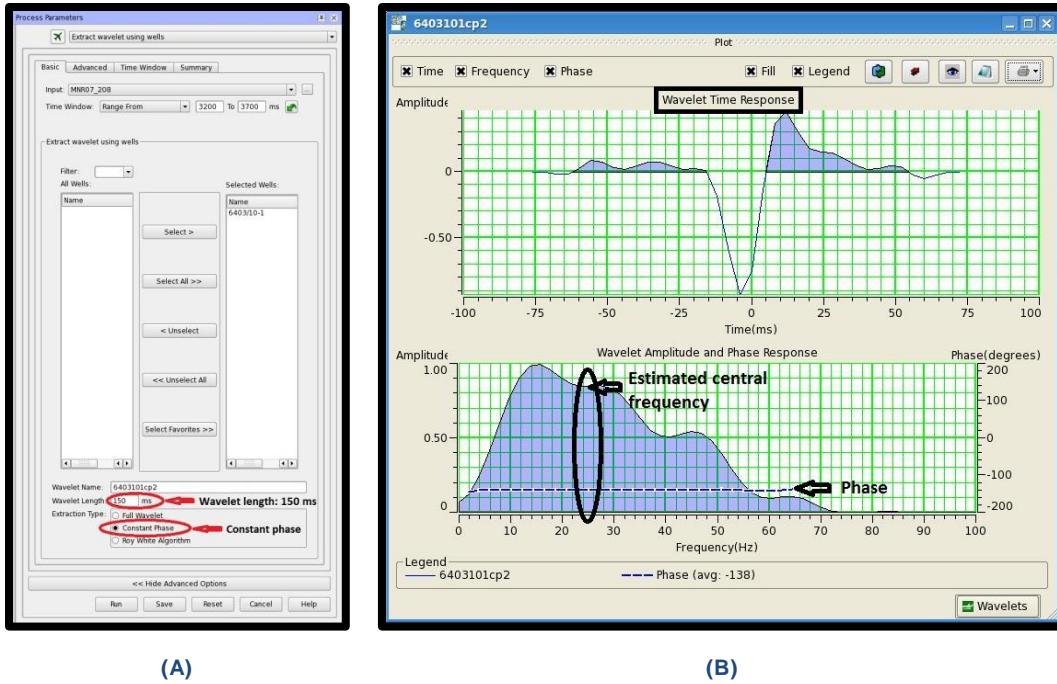 Process Parameters
Extract wavelet using wells
Basic Advanced Time Window Summary
Input: MNR07_208
Time Window: Range From 3200 To 3700 ms
Extract wavelet using wells
Filter:
All Wells: Selected Wells:
Name Name
6403/10-1
Select >
Select All >>
< Unselect
<< Unselect All
Select Favorites >>
Wavelet Name: 6403101cp2
Wavelet Length: 150 ms Wavelet length: 150 ms
Extraction Type: Full Wavelet
Constant Phase Constant phase
Roy White Algorithm
<< Hide Advanced Options
Run Save Reset Cancel Help
(A)
6403101cp2
Plot
Time Frequency Phase Fill Legend
Amplitude Wavelet Time Response
0
-0.50
-100 -75 -50 -25 0 25 50 75 100
Time(ms)
Amplitude Wavelet Amplitude and Phase Response Phase(degrees)
1.00 200
Estimated central
frequency
-100
0.50 -0
-100
Phase
0 -200
0 10 20 30 40 50 60 70 80 90 100
Frequency(Hz)
Legend
6403101cp2 Phase (avg: -138)
Wavelets
(B)